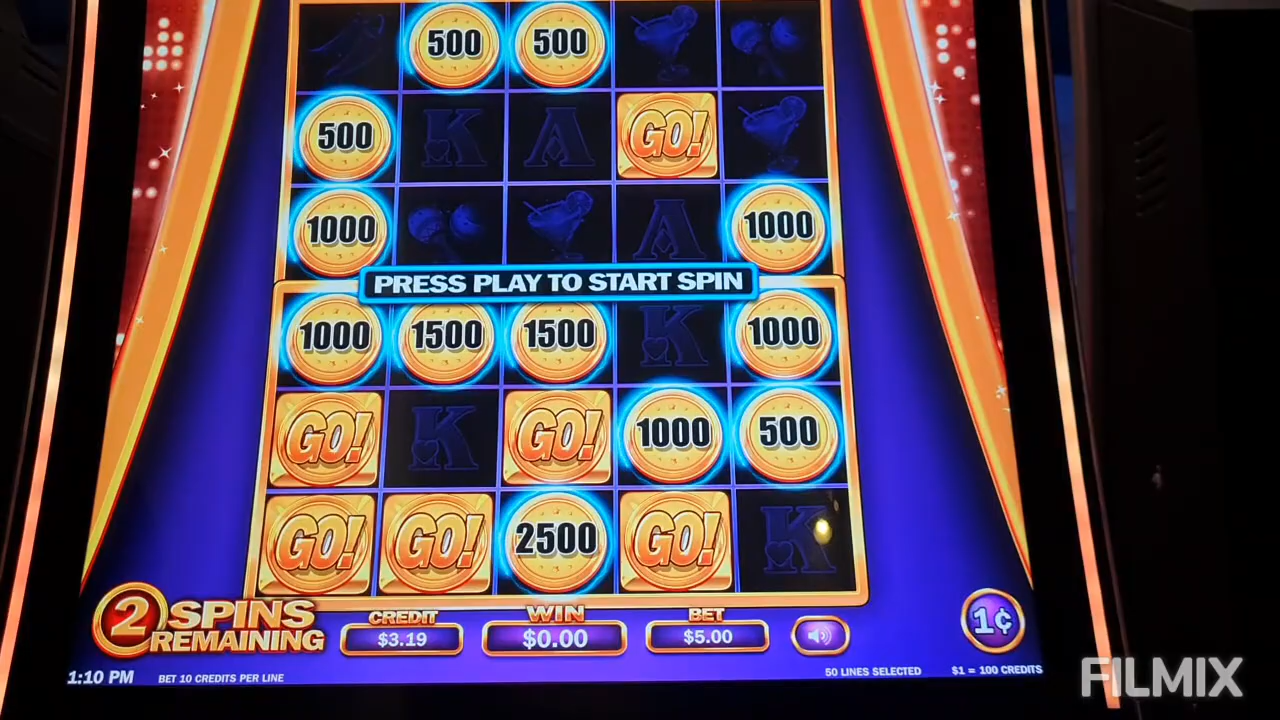 500 500
500 K A GO!
1000 A 1000
PRESS PLAY TO START SPIN
1000 1500 1500 K 1000
GO! K GO! 1000 500
GO! GO! 2500 GO! K
2 SPINS REMAINING
CREDIT WIN BET
$3.19 $0.00 $5.00 1¢
1:10 PM BET 10 CREDITS PER LINE 50 LINES SELECTED $1 = 100 CREDITS
FILMIX